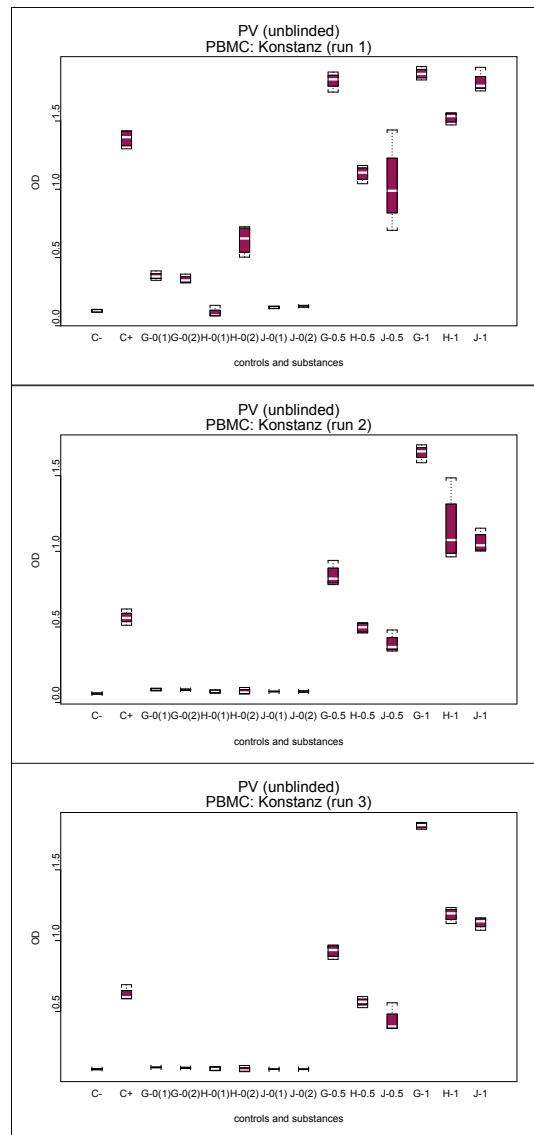 PV (unblinded)
PBMC: Konstanz (run 1)
OD
0.0 0.5 1.0 1.5
C- C+ G-0(1) G-0(2) H-0(1) H-0(2) J-0(1) J-0(2) G-0.5 H-0.5 J-0.5 G-1 H-1 J-1
controls and substances
PV (unblinded)
PBMC: Konstanz (run 2)
OD
0.0 0.5 1.0 1.5
C- C+ G-0(1) G-0(2) H-0(1) H-0(2) J-0(1) J-0(2) G-0.5 H-0.5 J-0.5 G-1 H-1 J-1
controls and substances
PV (unblinded)
PBMC: Konstanz (run 3)
OD
0.5 1.0 1.5
C- C+ G-0(1) G-0(2) H-0(1) H-0(2) J-0(1) J-0(2) G-0.5 H-0.5 J-0.5 G-1 H-1 J-1
controls and substances